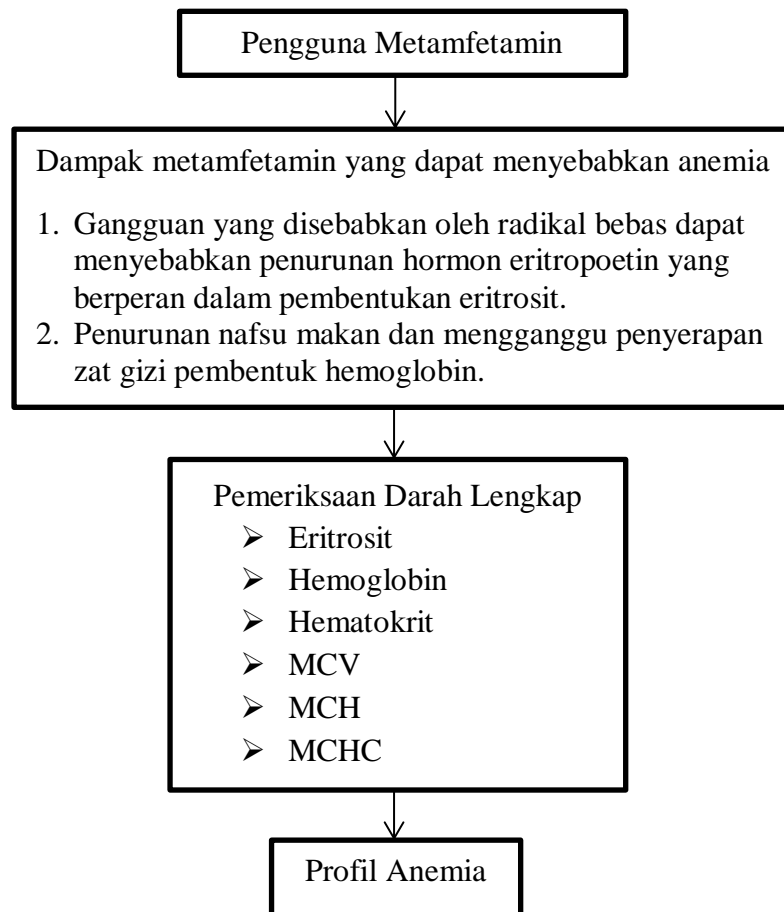 Pengguna Metamfetamin
Dampak metamfetamin yang dapat menyebabkan anemia
1. Gangguan yang disebabkan oleh radikal bebas dapat
menyebabkan penurunan hormon eritropoetin yang
berperan dalam pembentukan eritrosit.
2. Penurunan nafsu makan dan mengganggu penyerapan
zat gizi pembentuk hemoglobin.
Pemeriksaan Darah Lengkap
➢ Eritrosit
➢ Hemoglobin
➢ Hematokrit
➢ MCV
➢ MCH
➢ MCHC
Profil Anemia